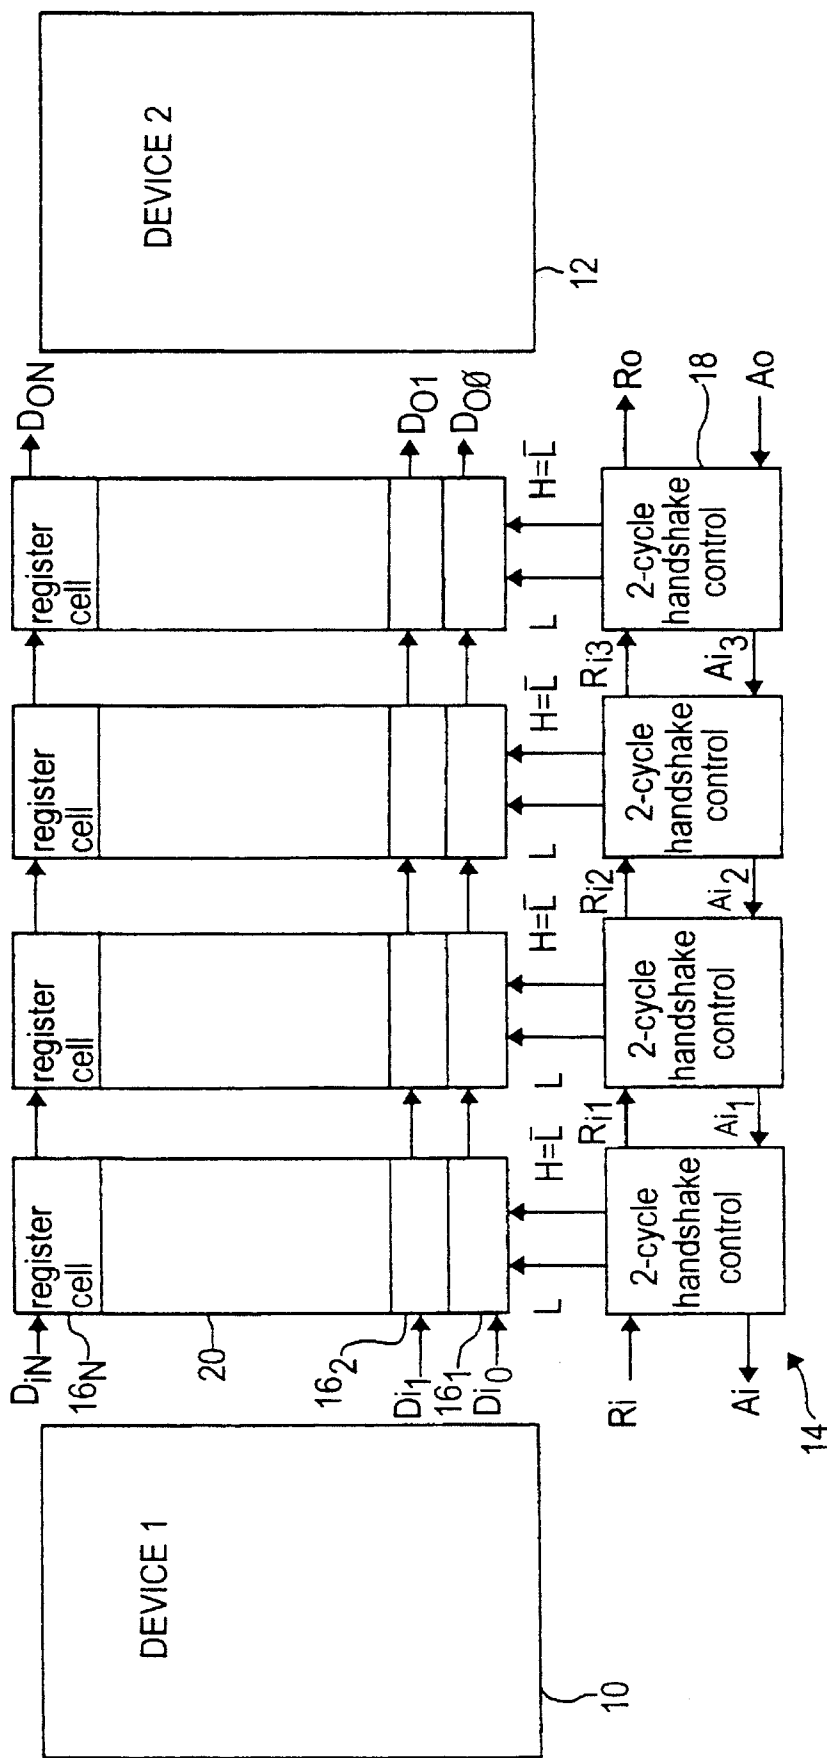 DEVICE 1
10
DEVICE 2
12
DiN
16N
20
162
Di1
161
Di0
register
cell
register
cell
register
cell
register
cell
DON
DO1
DOØ
L
H=L̅
L
H=L̅
L
H=L̅
L
H=L̅
Ri
Ai
14
2-cycle
handshake
control
Ri1
Ai1
2-cycle
handshake
control
Ri2
Ai2
2-cycle
handshake
control
Ri3
Ai3
2-cycle
handshake
control
18
Ro
Ao